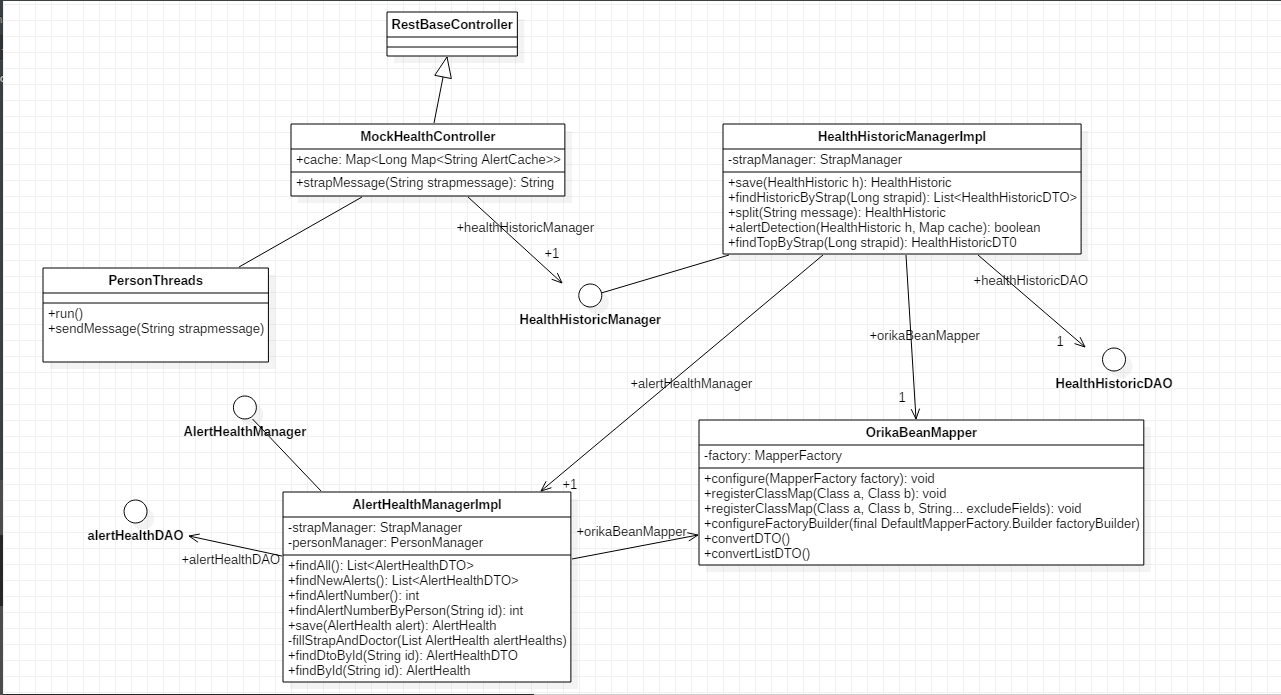 RestBaseController
MockHealthController
+cache: Map<Long Map<String AlertCache>>
+strapMessage(String strapmessage): String
HealthHistoricManagerImpl
-strapManager: StrapManager
+save(HealthHistoric h): HealthHistoric
+findHistoricByStrap(Long strapid): List<HealthHistoricDTO>
+split(String message): HealthHistoric
+alertDetection(HealthHistoric h, Map cache): boolean
+findTopByStrap(Long strapid): HealthHistoricDT0
+healthHistoricManager
+1
HealthHistoricManager
PersonThreads
+run()
+sendMessage(String strapmessage)
+healthHistoricDAO
1
HealthHistoricDAO
+orikaBeanMapper
1
+alertHealthManager
+1
AlertHealthManager
OrikaBeanMapper
-factory: MapperFactory
+configure(MapperFactory factory): void
+registerClassMap(Class a, Class b): void
+registerClassMap(Class a, Class b, String... excludeFields): void
+configureFactoryBuilder(final DefaultMapperFactory.Builder factoryBuilder)
+convertDTO()
+convertListDTO()
alertHealthDAO
+alertHealthDAO
+orikaBeanMapper
AlertHealthManagerImpl
-strapManager: StrapManager
-personManager: PersonManager
+findAll(): List<AlertHealthDTO>
+findNewAlerts(): List<AlertHealthDTO>
+findAlertNumber(): int
+findAlertNumberByPerson(String id): int
+save(AlertHealth alert): AlertHealth
-fillStrapAndDoctor(List AlertHealth alertHealths)
+findDtoById(String id): AlertHealthDTO
+findById(String id): AlertHealth